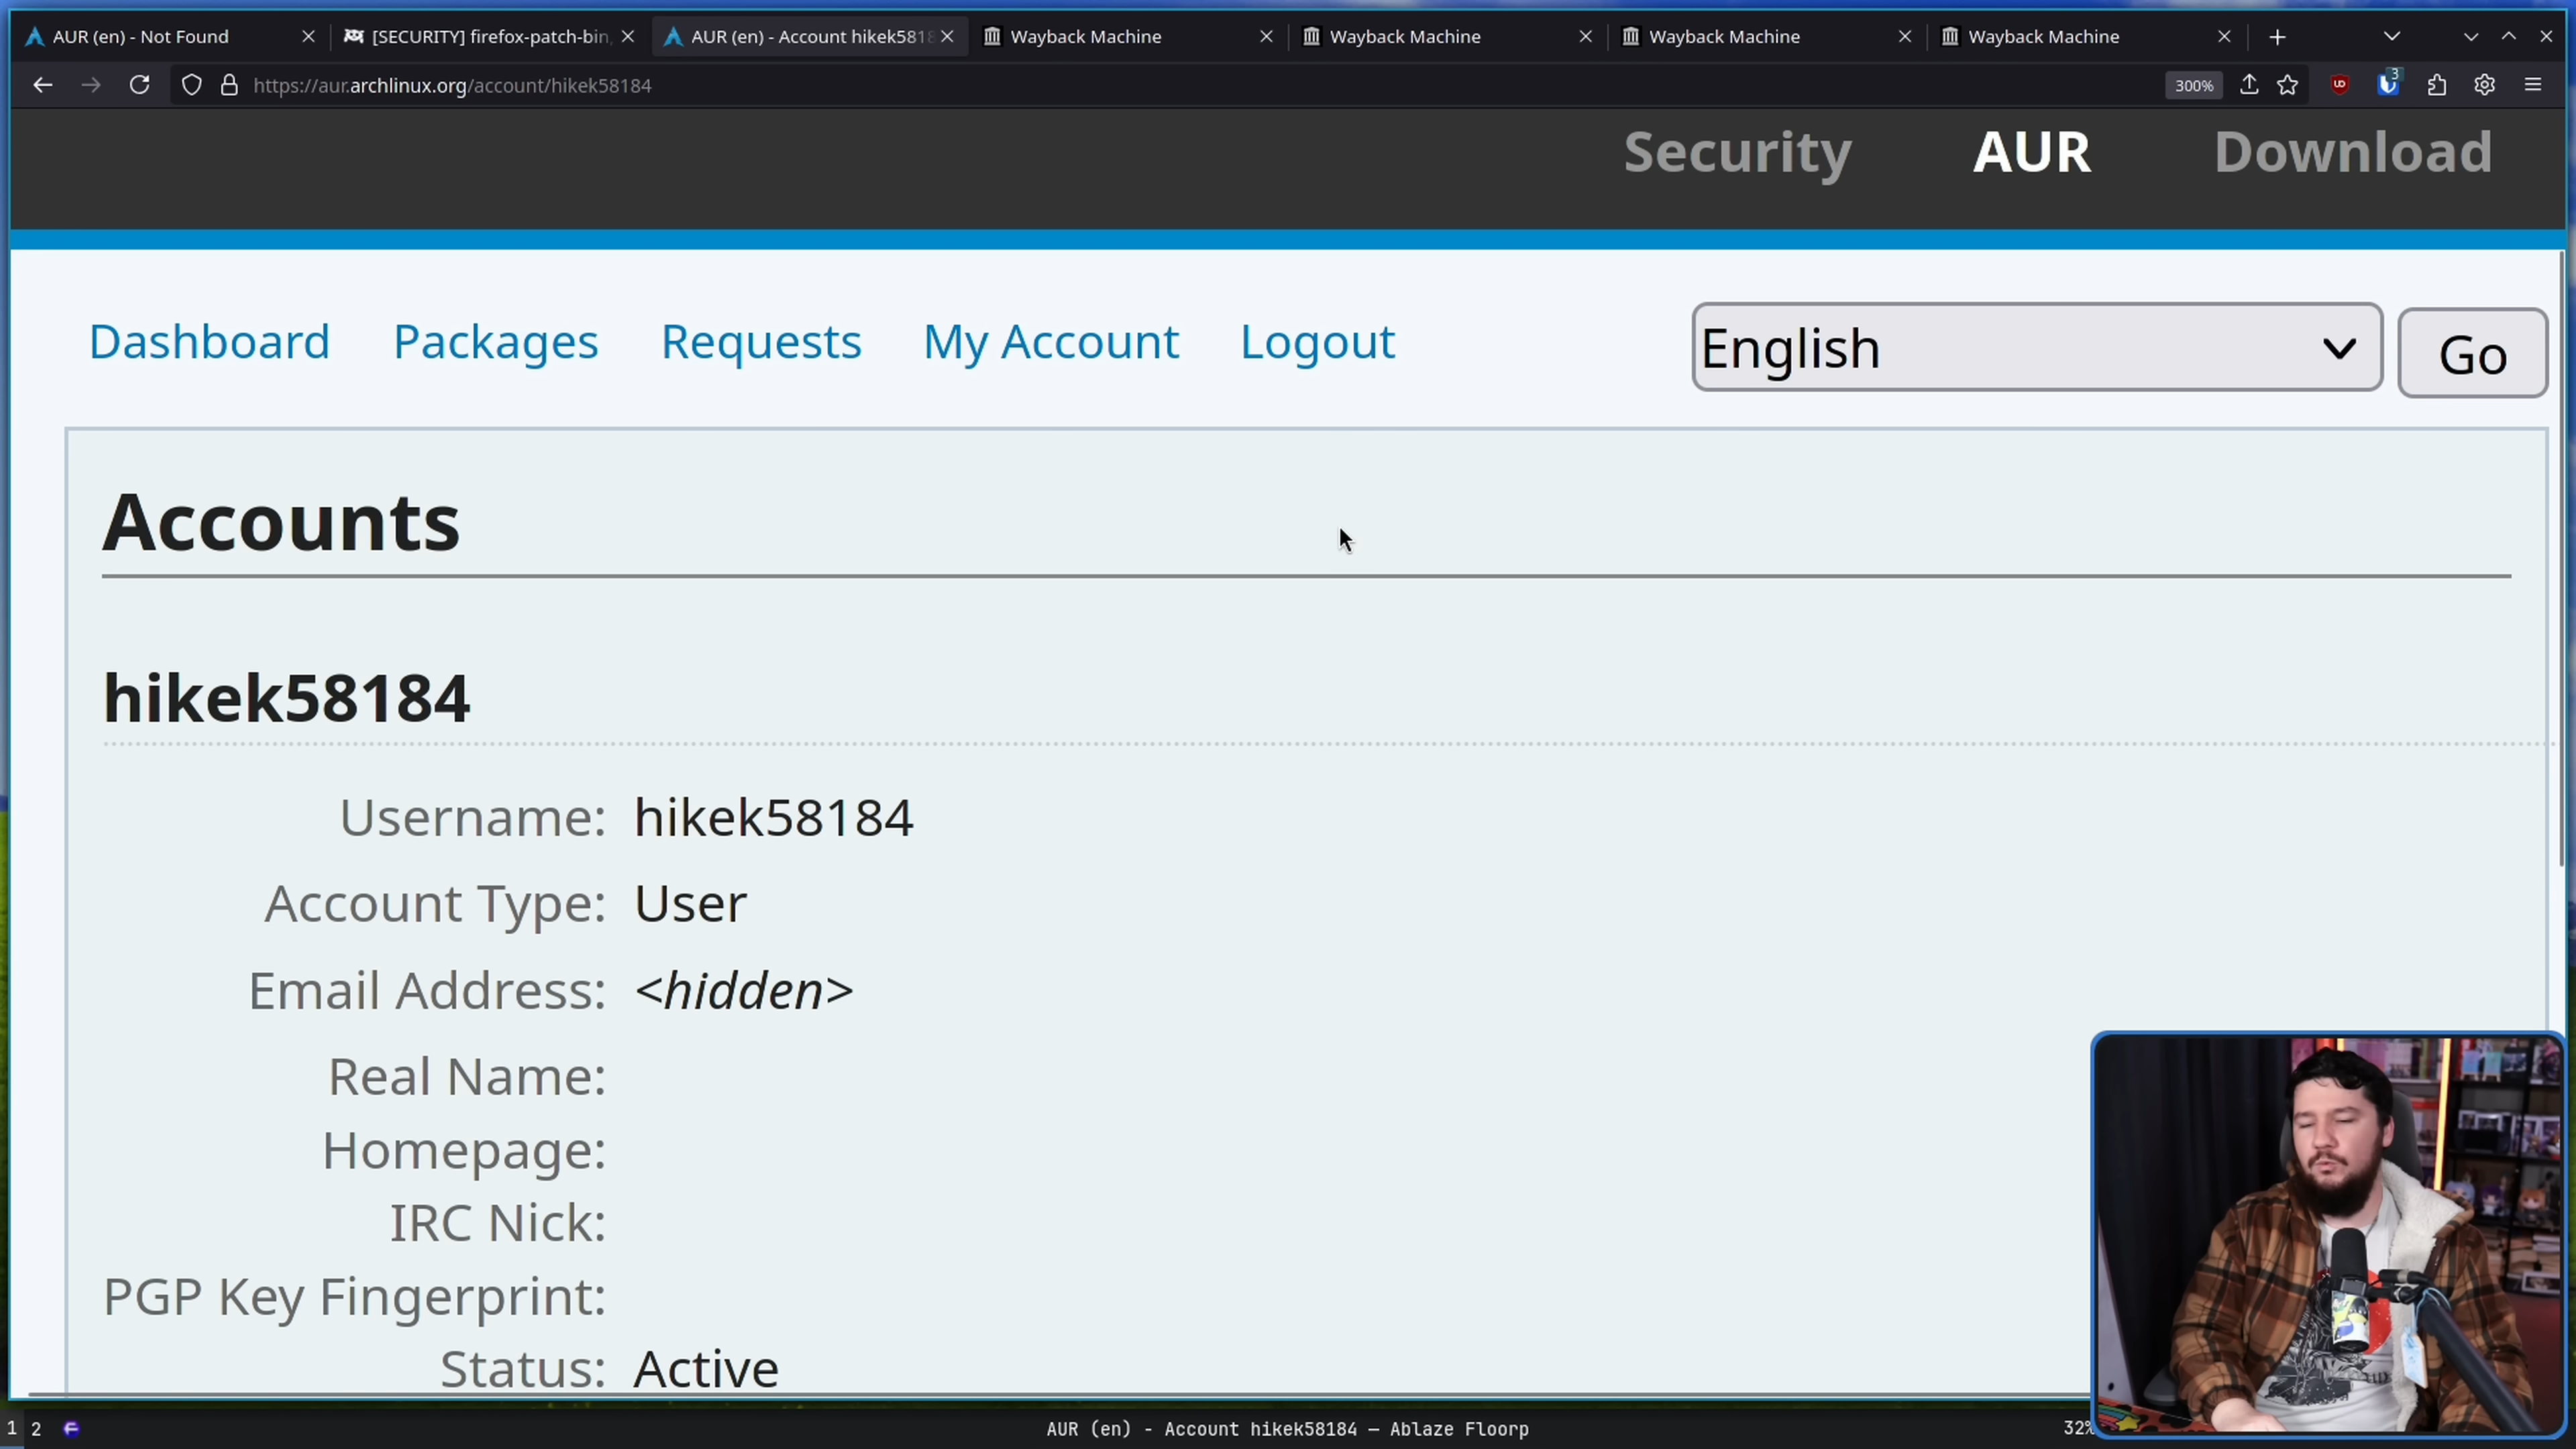 AUR (en) - Not Found
[SECURITY] firefox-patch-bin,
AUR (en) - Account hikek5818
Wayback Machine
Wayback Machine
Wayback Machine
Wayback Machine
https://aur.archlinux.org/account/hikek58184
300%
3
Security AUR Download
Dashboard Packages Requests My Account Logout
English
Go
Accounts
hikek58184
Username: hikek58184
Account Type: User
Email Address: <hidden>
Real Name:
Homepage:
IRC Nick:
PGP Key Fingerprint:
Status: Active
1 2
AUR (en) - Account hikek58184 — Ablaze Floorp
32%